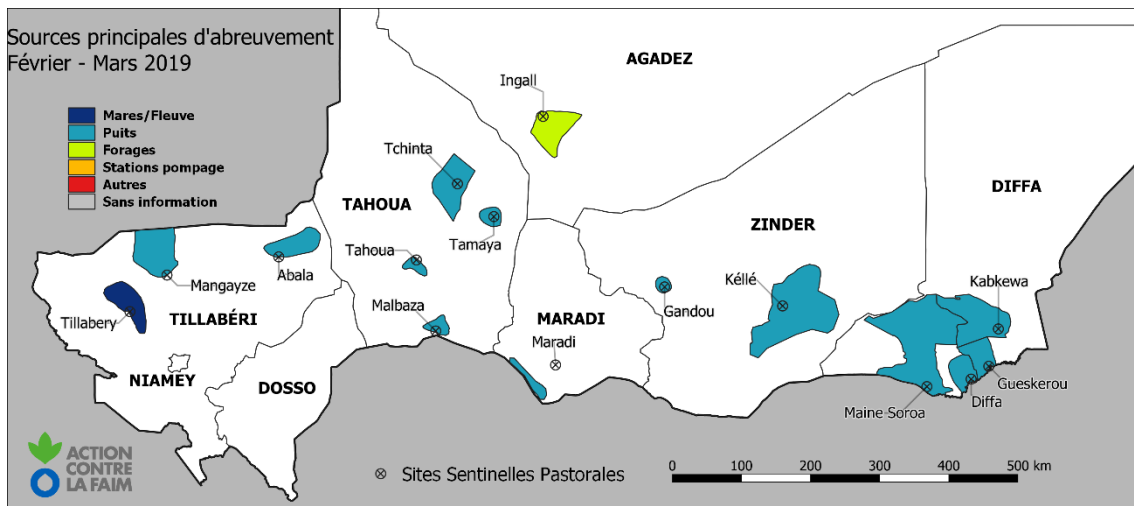 Sources principales d'abreuvement
Février - Mars 2019
Mares/Fleuve
Puits
Forages
Stations pompage
Autres
Sans information
AGADEZ
Ingall
Tchinta
DIFFA
TAHOUA
ZINDER
Tamaya
Tahoua
Abala
Mangayze
Kéllé
Kabkewa
Gandou
Malbaza
Tillabery
TILLABÉRI
MARADI
Maradi
NIAMEY
DOSSO
Gueskerou
Diffa
Maine-Soroa
ACTION
CONTRE
LA FAIM
Sites Sentinelles Pastorales
0 100 200 300 400 500 km